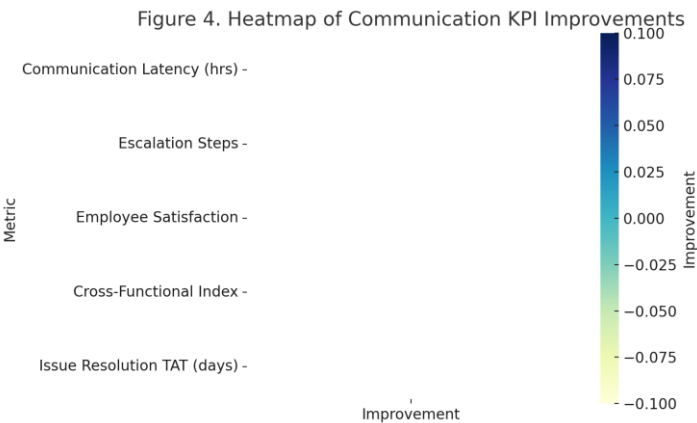 Figure 4. Heatmap of Communication KPI Improvements
Communication Latency (hrs)
Escalation Steps
Employee Satisfaction
Cross-Functional Index
Issue Resolution TAT (days)
Metric
Improvement
0.100
0.075
0.050
0.025
0.000
−0.025
−0.050
−0.075
−0.100
Improvement